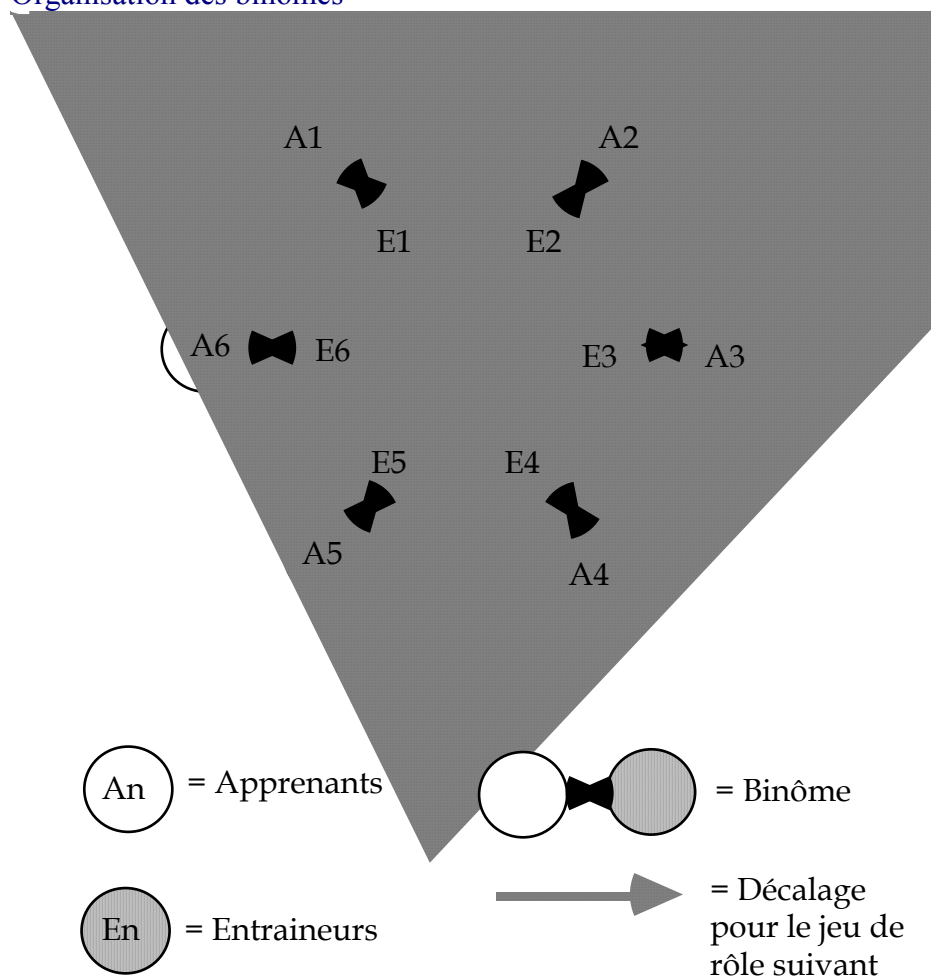 Organisation des binômes
A1
A2
E1
E2
A6
E6
E3
A3
E5
E4
A5
A4
An
= Apprenants
= Binôme
En
= Entraineurs
= Décalage
pour le jeu de
rôle suivant